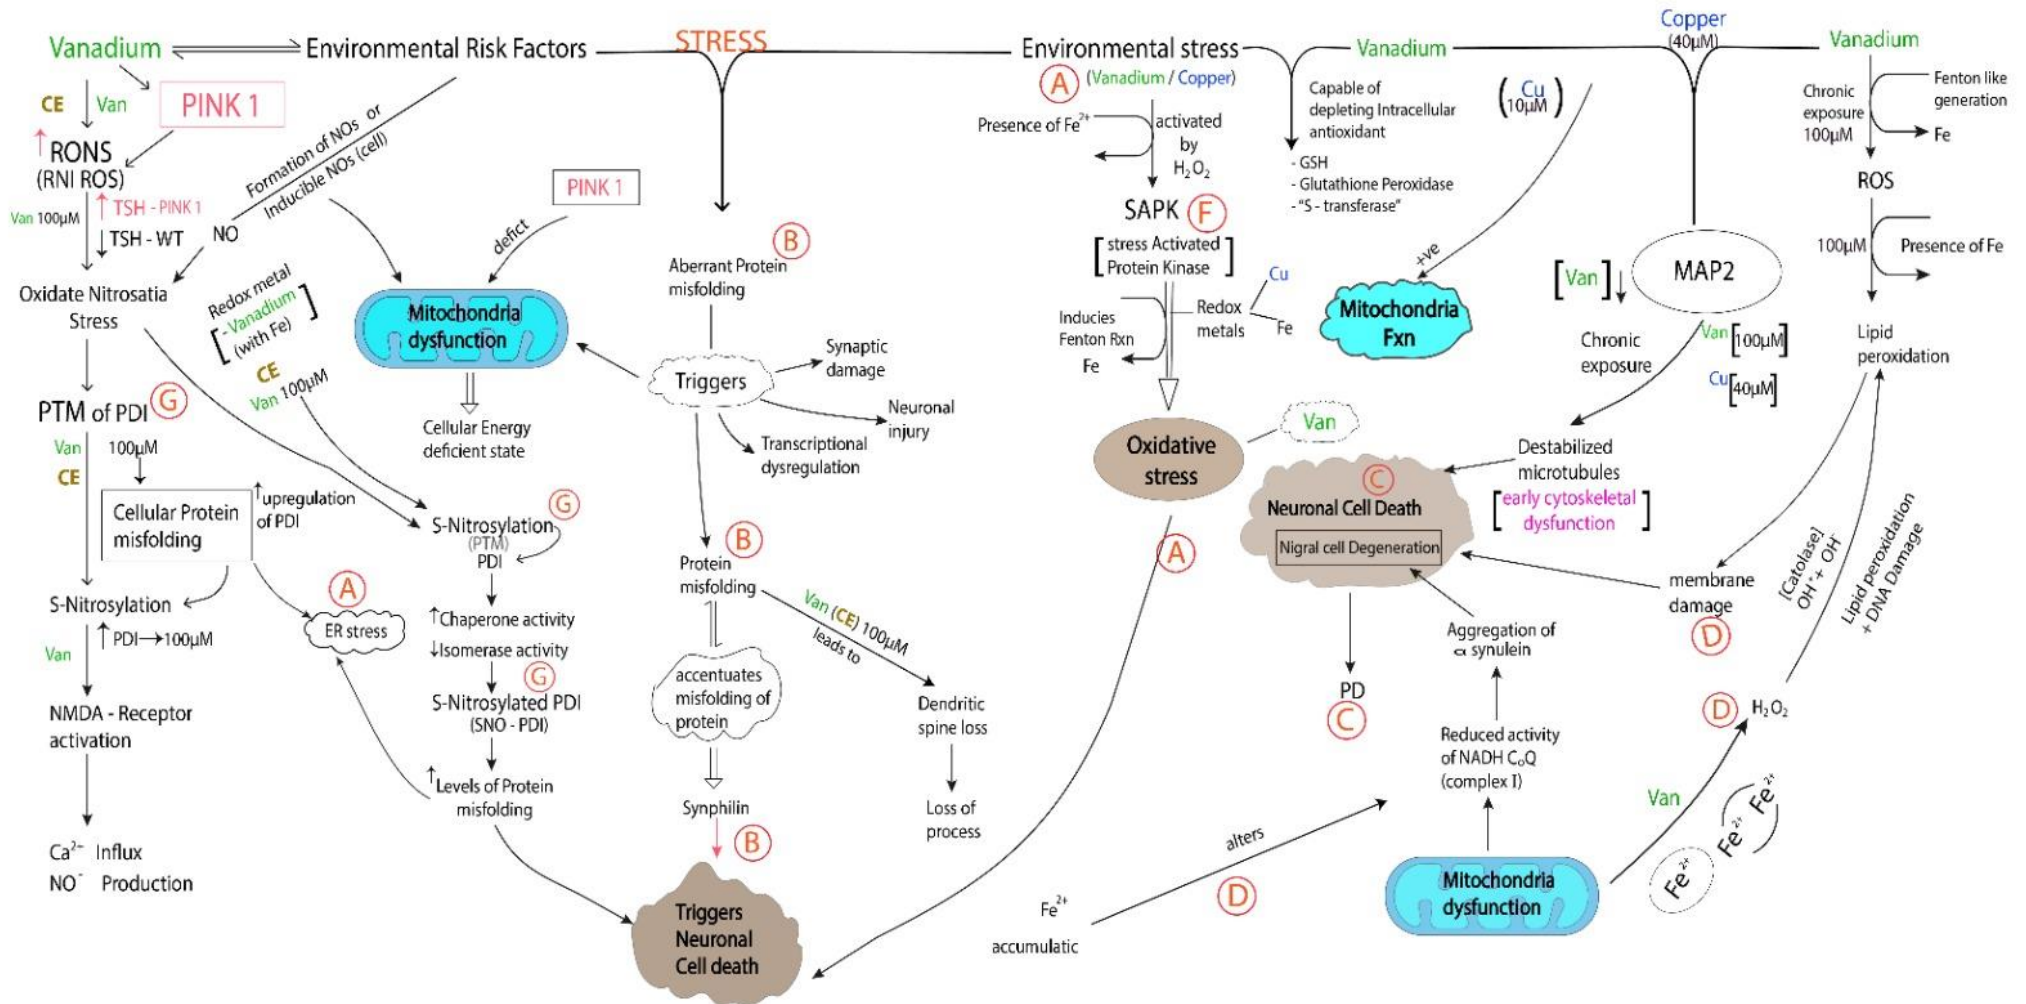 Vanadium
Environmental Risk Factors
STRESS
Environmental stress
Vanadium
Copper
(40µM)
Vanadium
CE
Van
PINK 1
RONS
(RNI ROS)
Van 100µM
TSH - PINK 1
TSH - WT
Formation of NOs or
Inducible NOs (cell)
NO
Oxidate Nitrosatia
Stress
PTM of PDI
G
Van
100µM
CE
Cellular Protein
misfolding
upregulation
of PDI
S-Nitrosylation
PDI→100µM
Van
NMDA - Receptor
activation
Ca²⁻ Influx
NO⁻ Production
A
ER stress
Redox metal
[- Vanadium]
(with Fe)
CE
Van 100µM
PINK 1
defict
Mitochondria
dysfunction
Cellular Energy
deficient state
S-Nitrosylation
G
(PTM)
PDI
↑Chaperone activity
↓Isomerase activity
G
S-Nitrosylated PDI
(SNO - PDI)
↑Levels of Protein
misfolding
B
Aberrant Protein
misfolding
Triggers
Synaptic
damage
Neuronal
injury
Transcriptional
dysregulation
B
Protein
misfolding
Van (CE) 100µM
leads to
accentuates
misfolding of
protein
Synphilin
B
Dendritic
spine loss
Loss of
process
Triggers
Neuronal
Cell death
A
(Vanadium / Copper)
Presence of Fe²⁺
activated
by
H₂O₂
SAPK
F
[stress Activated
Protein Kinase]
Inducies
Fenton Rxn
Fe
Redox
metals
Cu
Fe
Oxidative
stress
Van
A
Capable of
depleting Intracellular
antioxidant
- GSH
- Glutathione Peroxidase
- “S - transferase”
(Cu
10µM)
+ve
Mitochondria
Fxn
MAP2
[Van]↓
Chronic
exposure
Van [100µM]
Cu [40µM]
Destabilized
microtubules
[early cytoskeletal
dysfunction]
C
Neuronal Cell Death
Nigral cell Degeneration
PD
C
Aggregation of
α synulein
Reduced activity
of NADH CₒQ
(complex I)
Mitochondria
dysfunction
Fe²⁺
accumulatic
alters
D
Chronic
exposure
100µM
Fenton like
generation
Fe
ROS
100µM
Presence of Fe
Lipid
peroxidation
membrane
damage
D
[Catolase]
OH˙+ OH⁻
Lipid peroxidation
+ DNA Damage
D
H₂O₂
Van
Fe²⁺
Fe²⁺
Fe²⁺